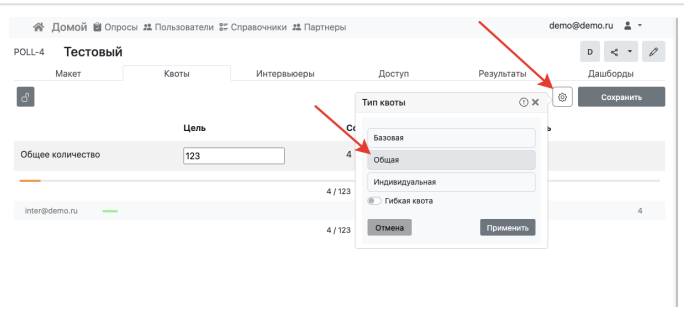 Домой Опросы Пользователи Справочники Партнеры demo@demo.ru
POLL-4 Тестовый D
Макет Квоты Интервьюеры Доступ Результаты Дашборды
Тип квоты Сохранить
Цель
Базовая
Общее количество 123 4 Общая
Индивидуальная
4 / 123
Гибкая квота
inter@demo.ru 4
4 / 123 Отмена Применить